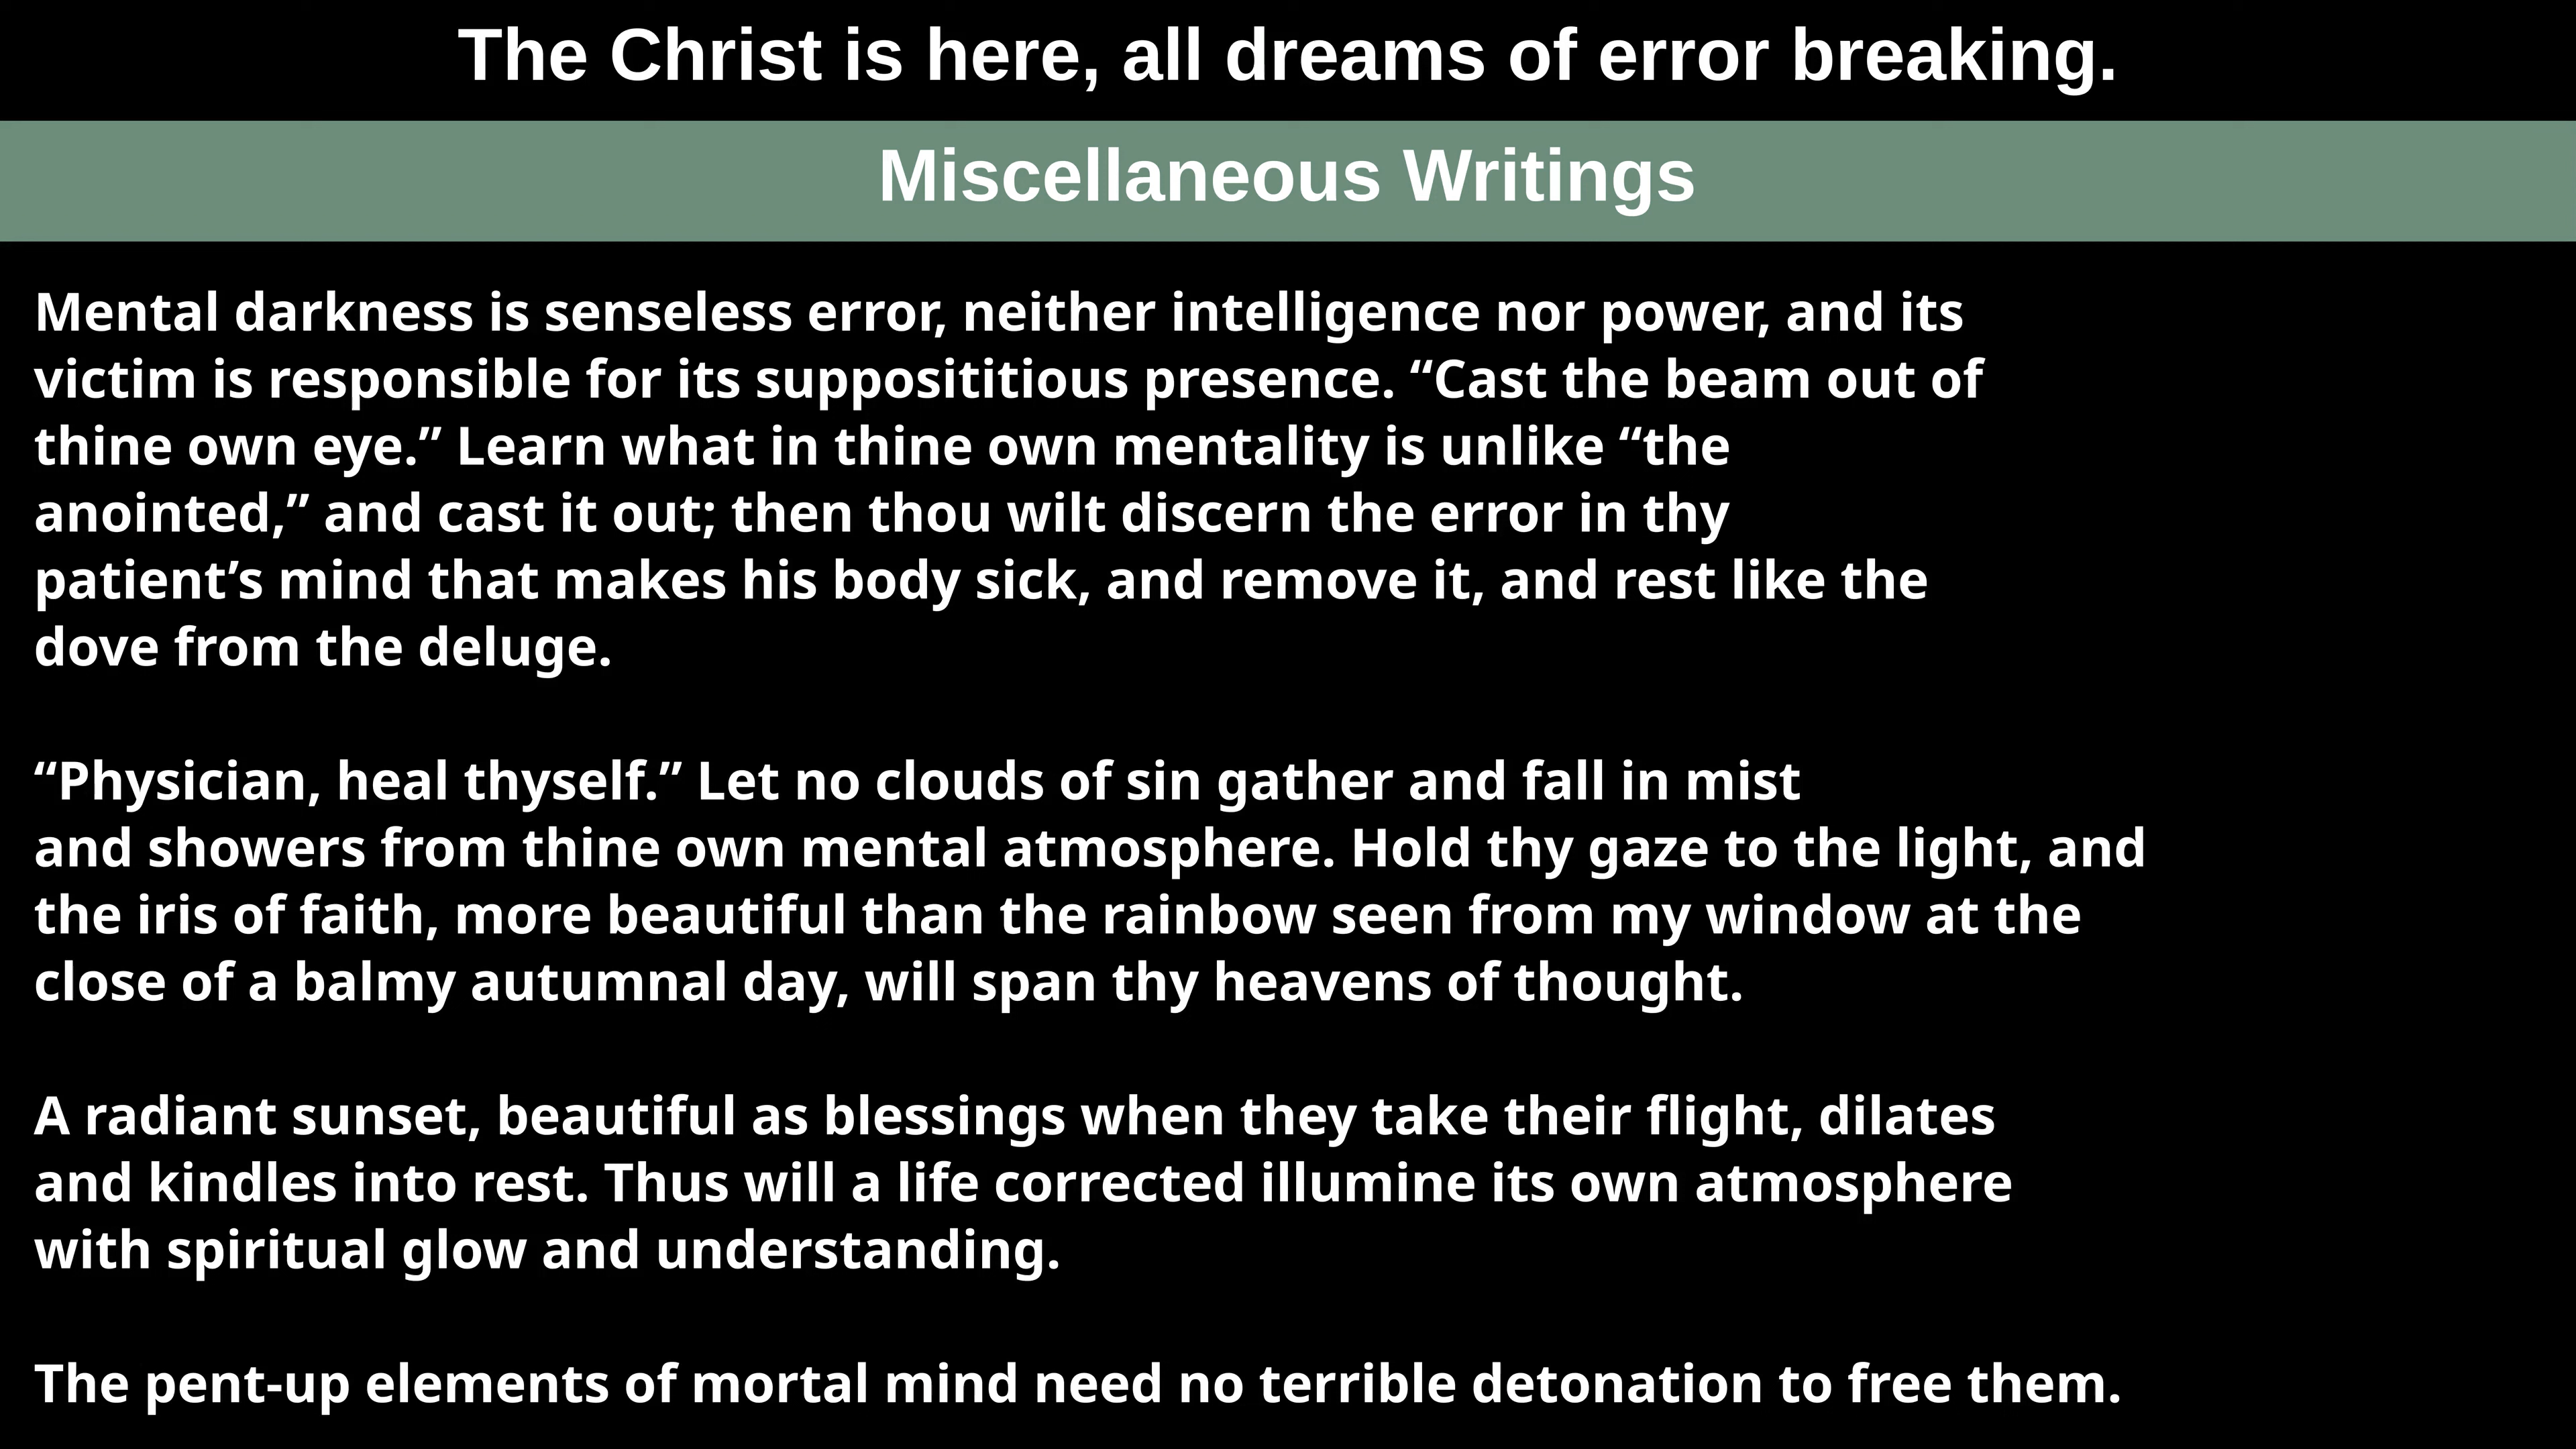 The Christ is here, all dreams of error breaking.
Miscellaneous Writings
Mental darkness is senseless error, neither intelligence nor power, and its
victim is responsible for its supposititious presence. “Cast the beam out of
thine own eye.” Learn what in thine own mentality is unlike “the
anointed,” and cast it out; then thou wilt discern the error in thy
patient’s mind that makes his body sick, and remove it, and rest like the
dove from the deluge.
“Physician, heal thyself.” Let no clouds of sin gather and fall in mist
and showers from thine own mental atmosphere. Hold thy gaze to the light, and
the iris of faith, more beautiful than the rainbow seen from my window at the
close of a balmy autumnal day, will span thy heavens of thought.
A radiant sunset, beautiful as blessings when they take their flight, dilates
and kindles into rest. Thus will a life corrected illumine its own atmosphere
with spiritual glow and understanding.
The pent-up elements of mortal mind need no terrible detonation to free them.